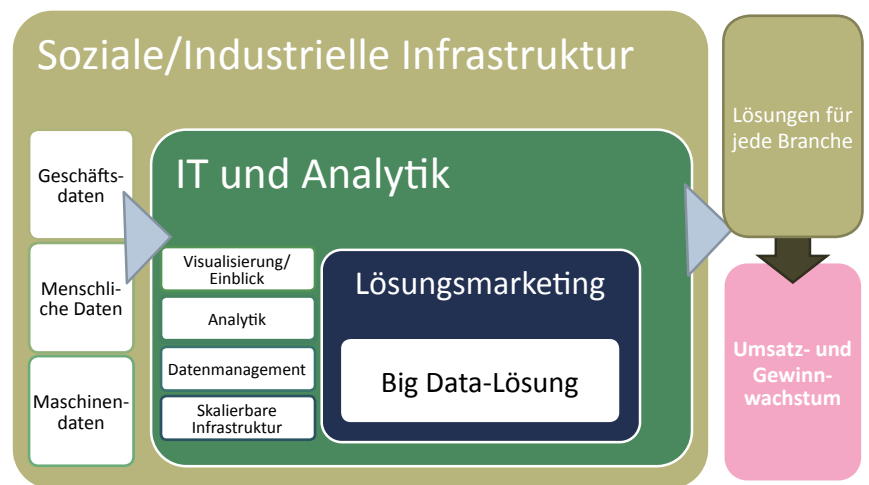 Soziale/Industrielle Infrastruktur
Geschäfts-
daten
Menschli-
che Daten
Maschinen-
daten
IT und Analytik
Visualisierung/
Einblick
Analytik
Datenmanagement
Skalierbare
Infrastruktur
Lösungsmarketing
Big Data-Lösung
Lösungen für
jede Branche
Umsatz- und
Gewinn-
wachstum